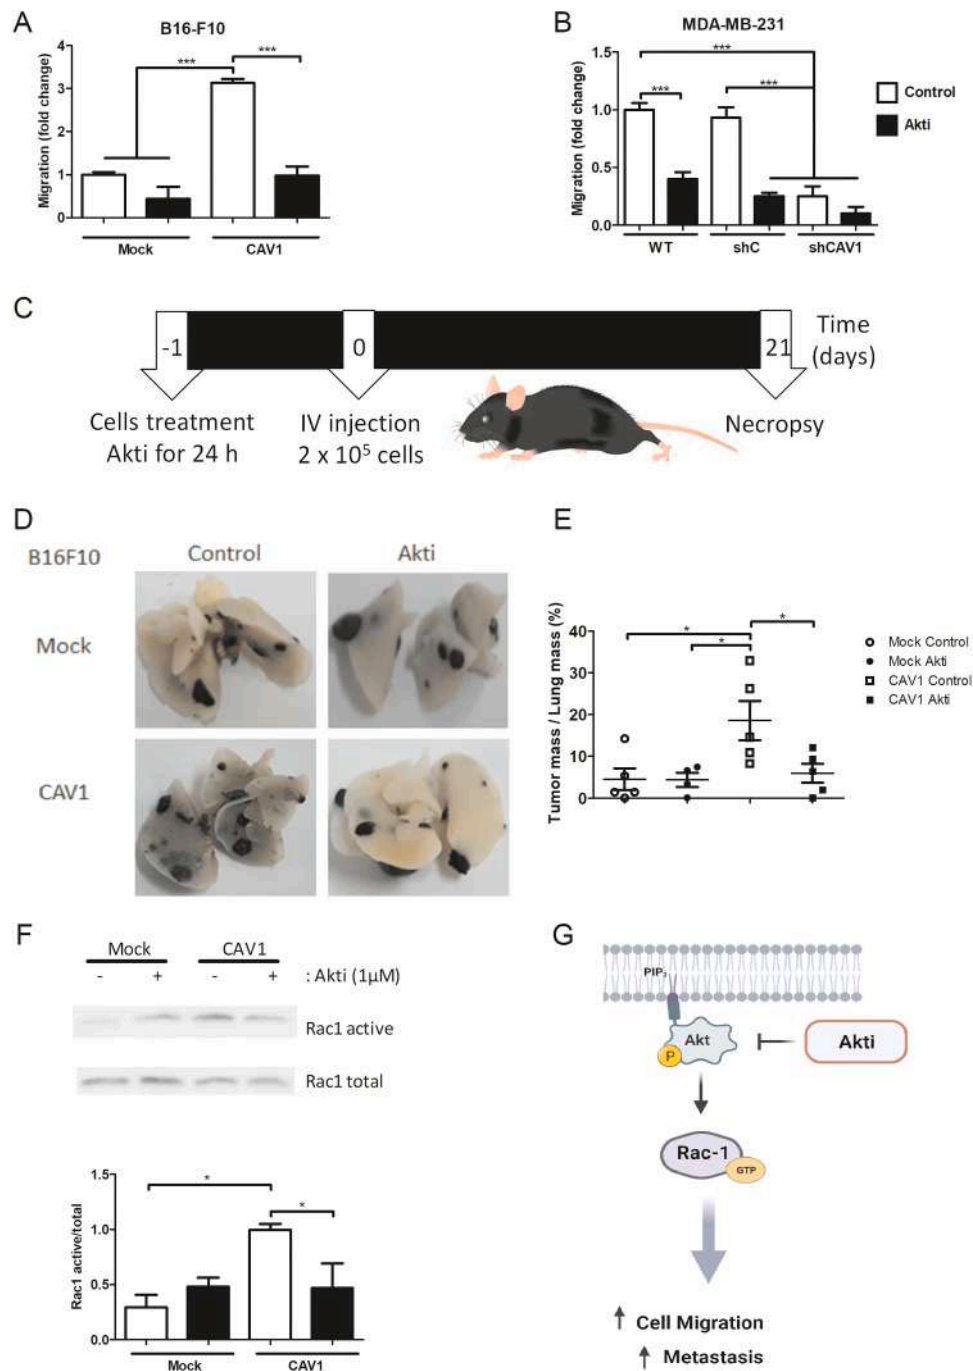 A
B16-F10
Migration (fold change)
4
3
2
1
0
***
***
Mock
CAV1
B
MDA-MB-231
Migration (fold change)
1.5
1.0
0.5
0.0
***
***
***
WT
shC
shCAV1
Control
Akti
C
-1
0
21
Time
(days)
Cells treatment
Akti for 24 h
IV injection
2 x 10⁵ cells
Necropsy
D
B16F10
Control
Akti
Mock
CAV1
E
Tumor mass / Lung mass (%)
40
30
20
10
0
*
*
*
Mock Control
Mock Akti
CAV1 Control
CAV1 Akti
F
Mock
CAV1
-
+
-
+
: Akti (1µM)
Rac1 active
Rac1 total
Rac1 active/total
1.5
1.0
0.5
0.0
*
*
Mock
CAV1
G
PIP₃
Akt
P
Akti
Rac-1
GTP
Cell Migration
Metastasis